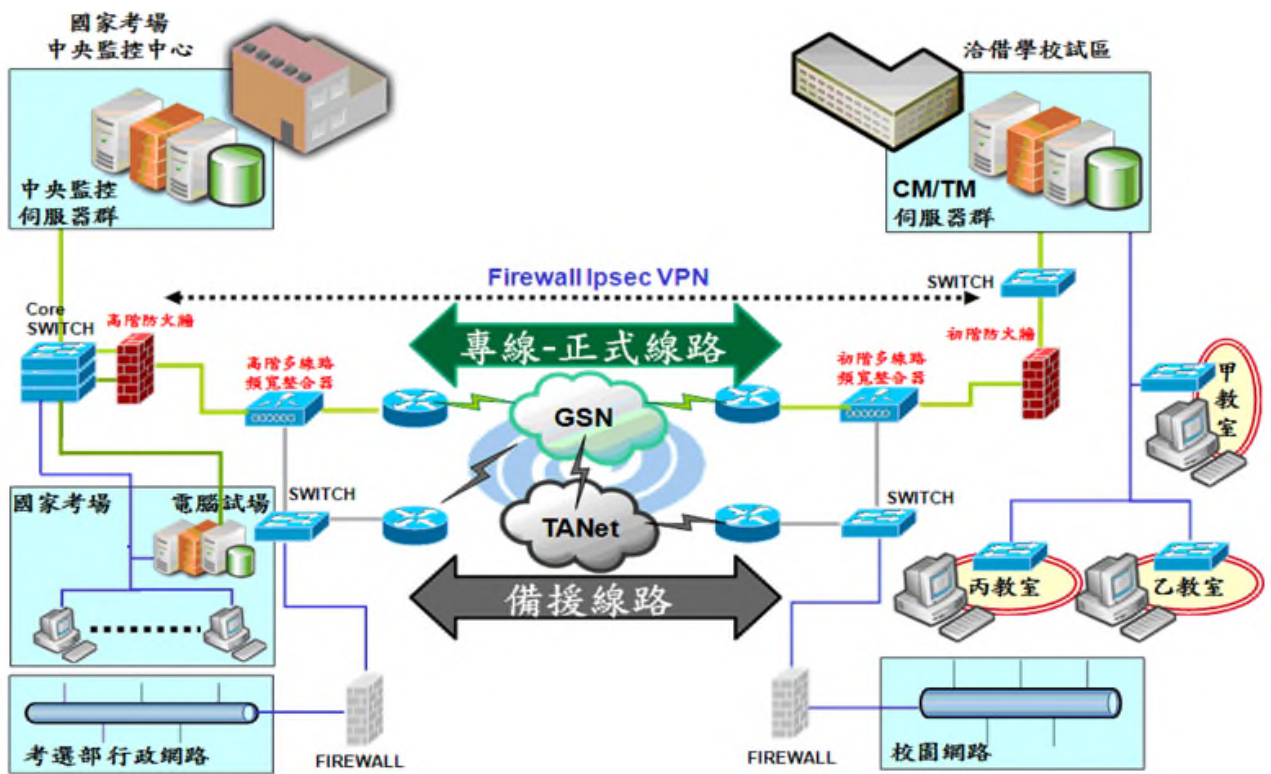 國家考場
中央監控中心
洽借學校試區
中央監控
伺服器群
CM/TM
伺服器群
Firewall Ipsec VPN
SWITCH
Core
SWITCH
高階防火牆
專線-正式線路
初階防火牆
高階多線路
頻寬整合器
初階多線路
頻寬整合器
甲教室
GSN
國家考場
電腦試場
SWITCH
SWITCH
TANet
丙教室
乙教室
備援線路
考選部行政網路
FIREWALL
FIREWALL
校園網路